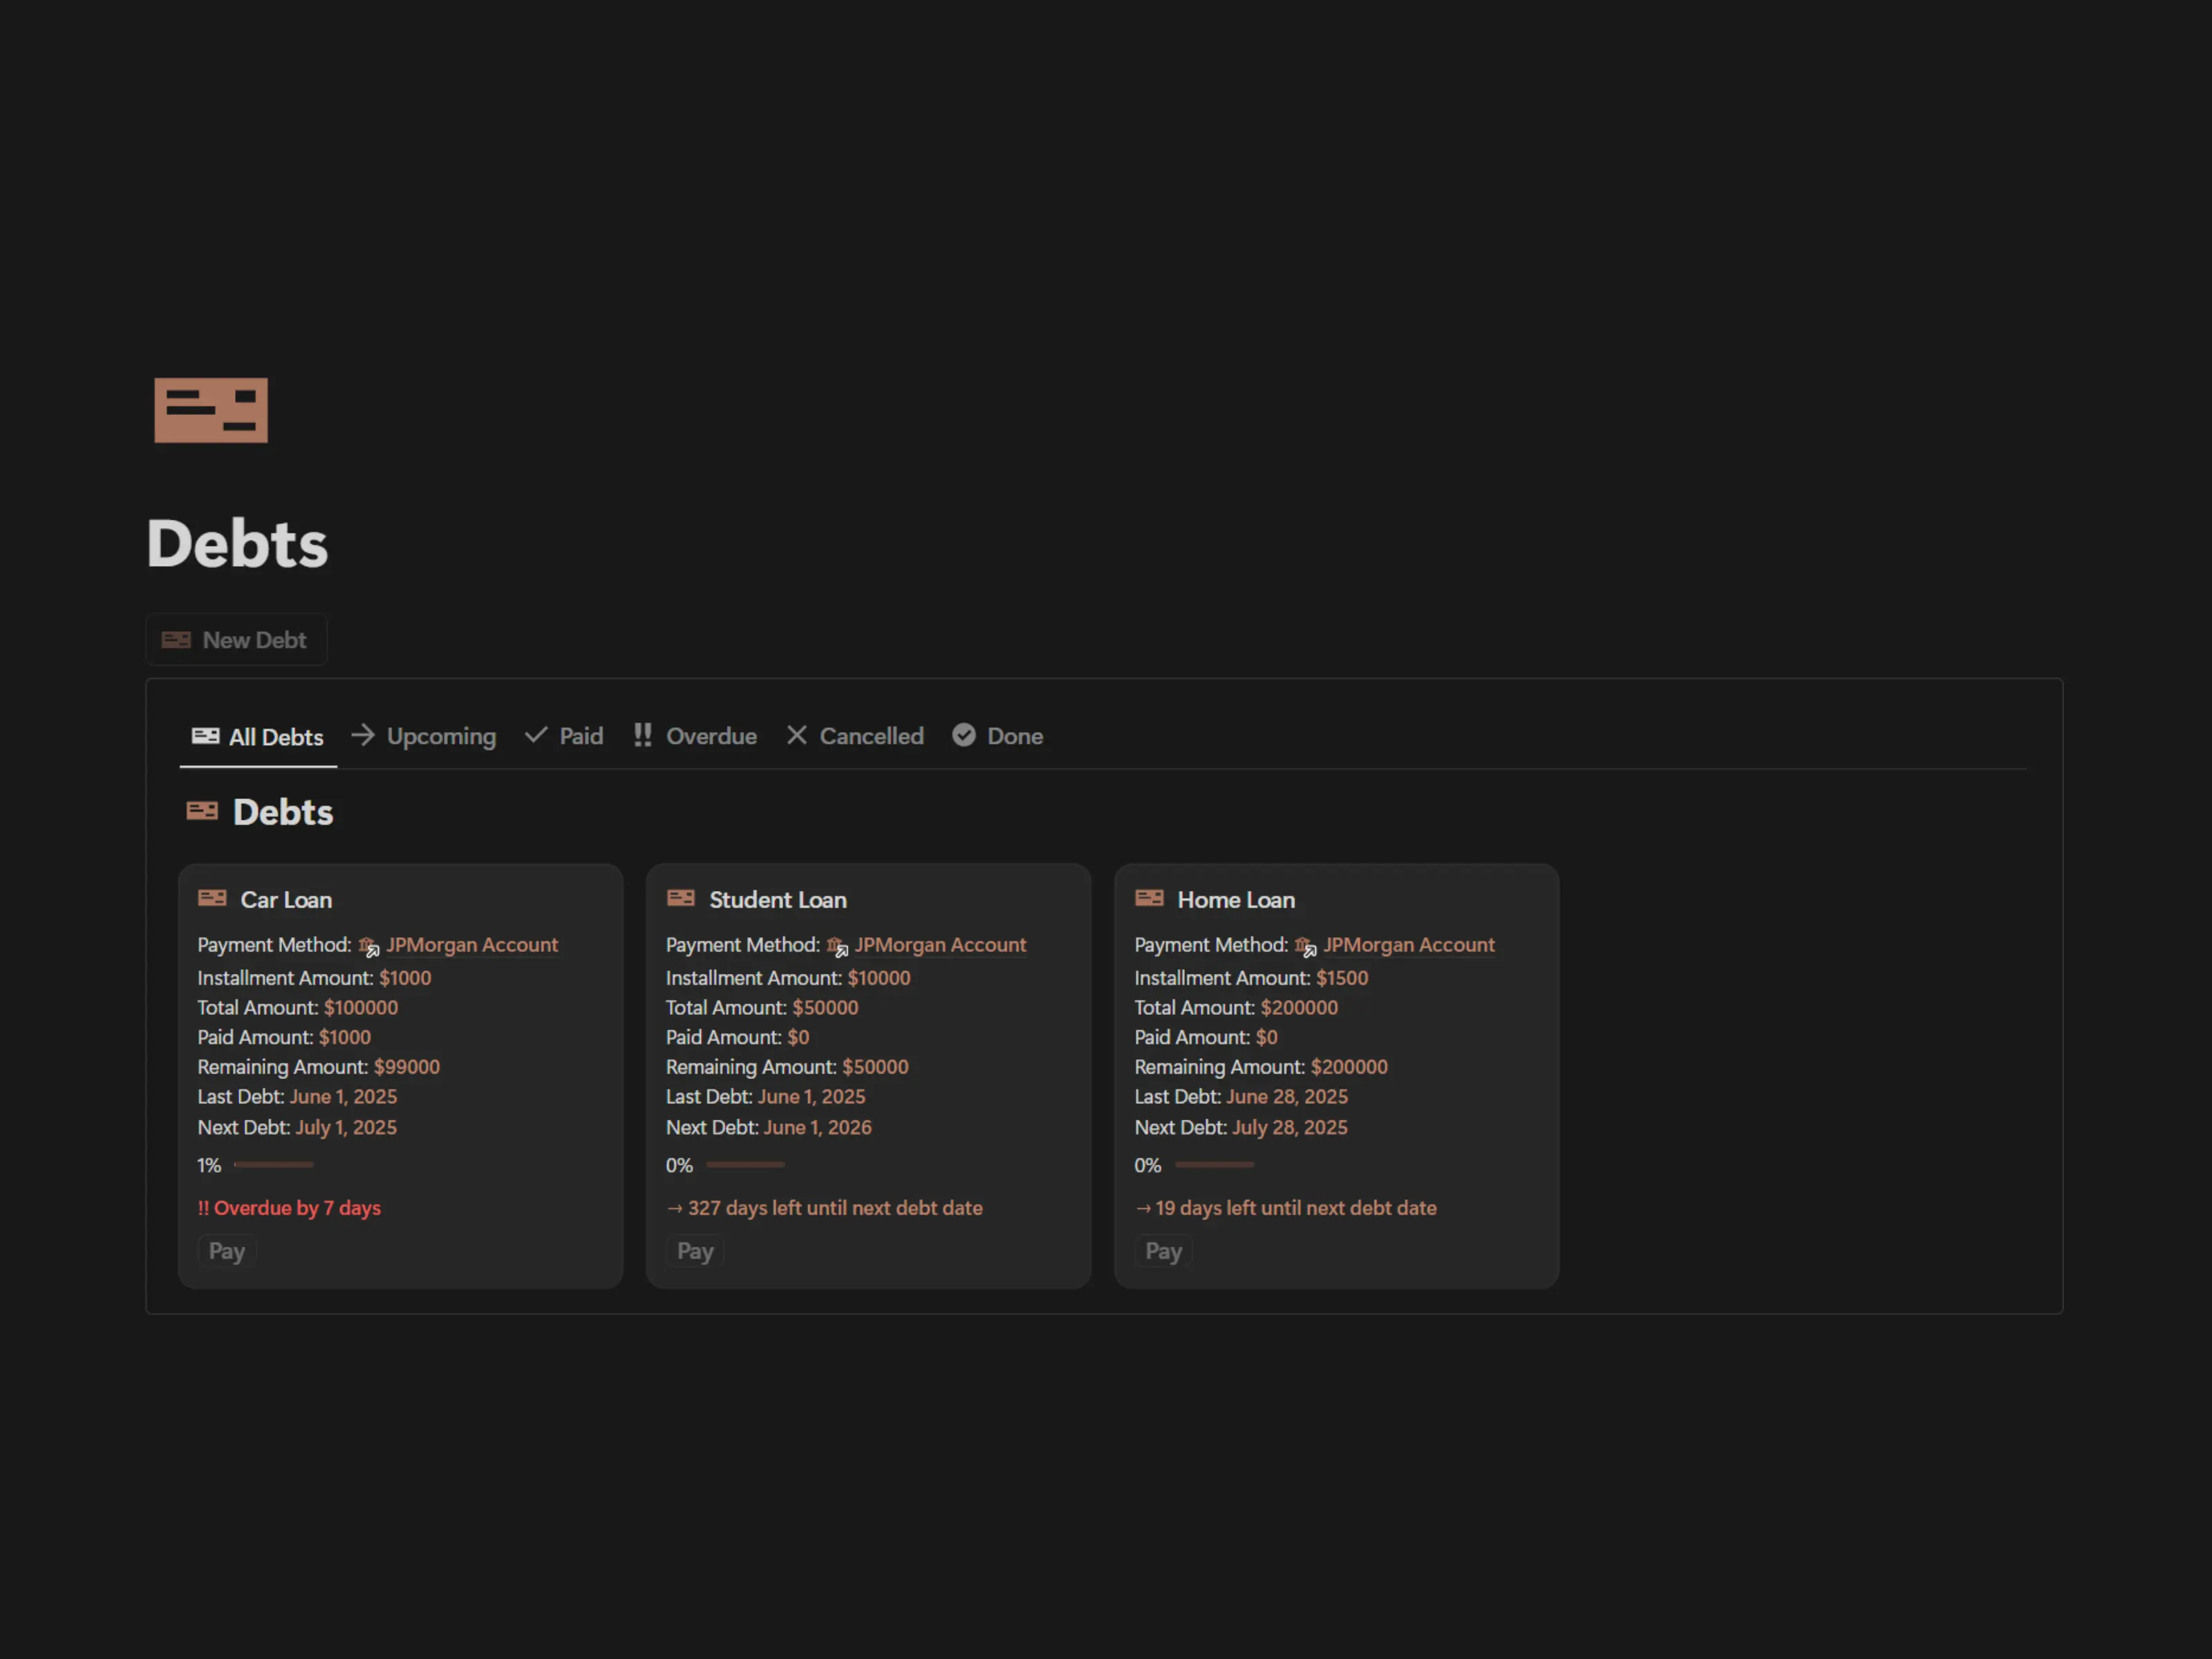 Debts
New Debt
All Debts Upcoming Paid Overdue Cancelled Done
Debts
Car Loan
Payment Method: JPMorgan Account
Installment Amount: $1000
Total Amount: $100000
Paid Amount: $1000
Remaining Amount: $99000
Last Debt: June 1, 2025
Next Debt: July 1, 2025
1%
!! Overdue by 7 days
Pay
Student Loan
Payment Method: JPMorgan Account
Installment Amount: $10000
Total Amount: $50000
Paid Amount: $0
Remaining Amount: $50000
Last Debt: June 1, 2025
Next Debt: June 1, 2026
0%
→ 327 days left until next debt date
Pay
Home Loan
Payment Method: JPMorgan Account
Installment Amount: $1500
Total Amount: $200000
Paid Amount: $0
Remaining Amount: $200000
Last Debt: June 28, 2025
Next Debt: July 28, 2025
0%
→ 19 days left until next debt date
Pay